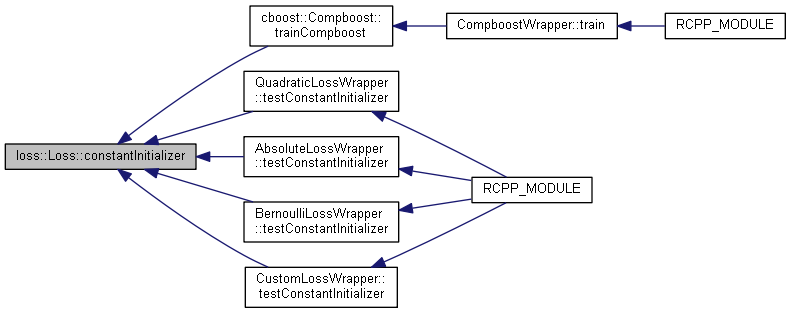 cboost::Compboost::
trainCompboost
CompboostWrapper::train
RCPP_MODULE
QuadraticLossWrapper
::testConstantInitializer
loss::Loss::constantInitializer
AbsoluteLossWrapper
::testConstantInitializer
RCPP_MODULE
BernoulliLossWrapper
::testConstantInitializer
CustomLossWrapper::
testConstantInitializer